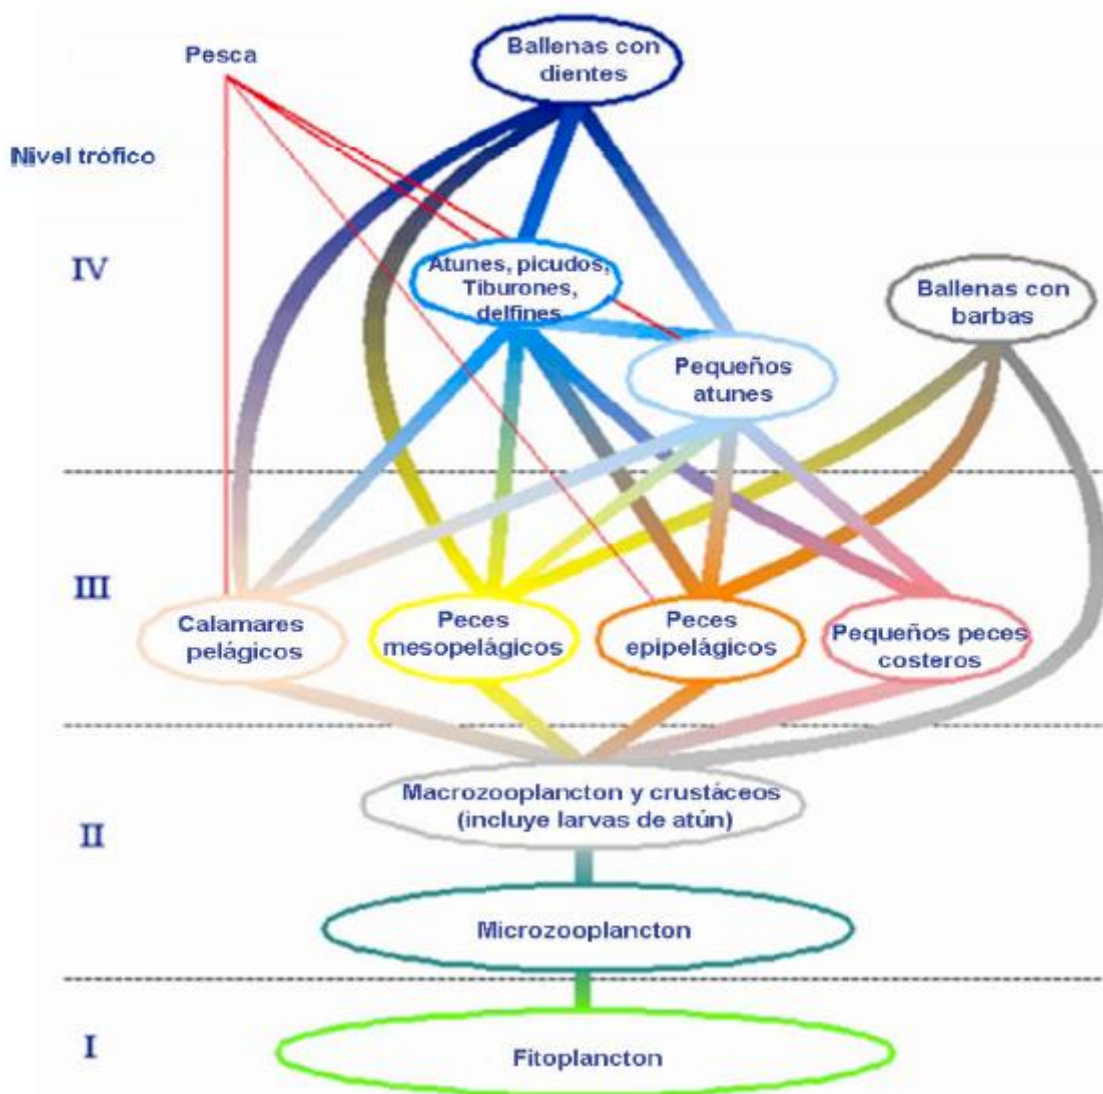 Pesca
Ballenas con
dientes
Nivel trófico
IV
Atunes, picudos,
Tiburones,
delfines
Ballenas con
barbas
Pequeños
atunes
III
Calamares
pelágicos
Peces
mesopelágicos
Peces
epipelágicos
Pequeños peces
costeros
II
Macrozooplancton y crustáceos
(incluye larvas de atún)
Microzooplancton
I
Fitoplancton